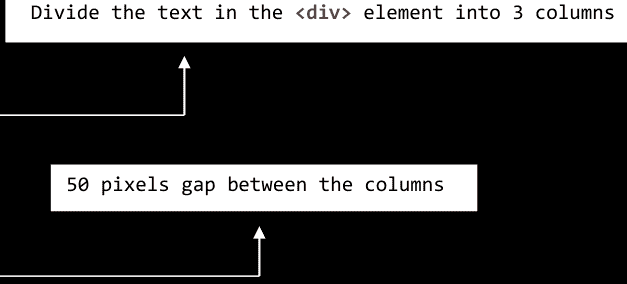 Divide the text in the <div> element into 3 columns
50 pixels gap between the columns